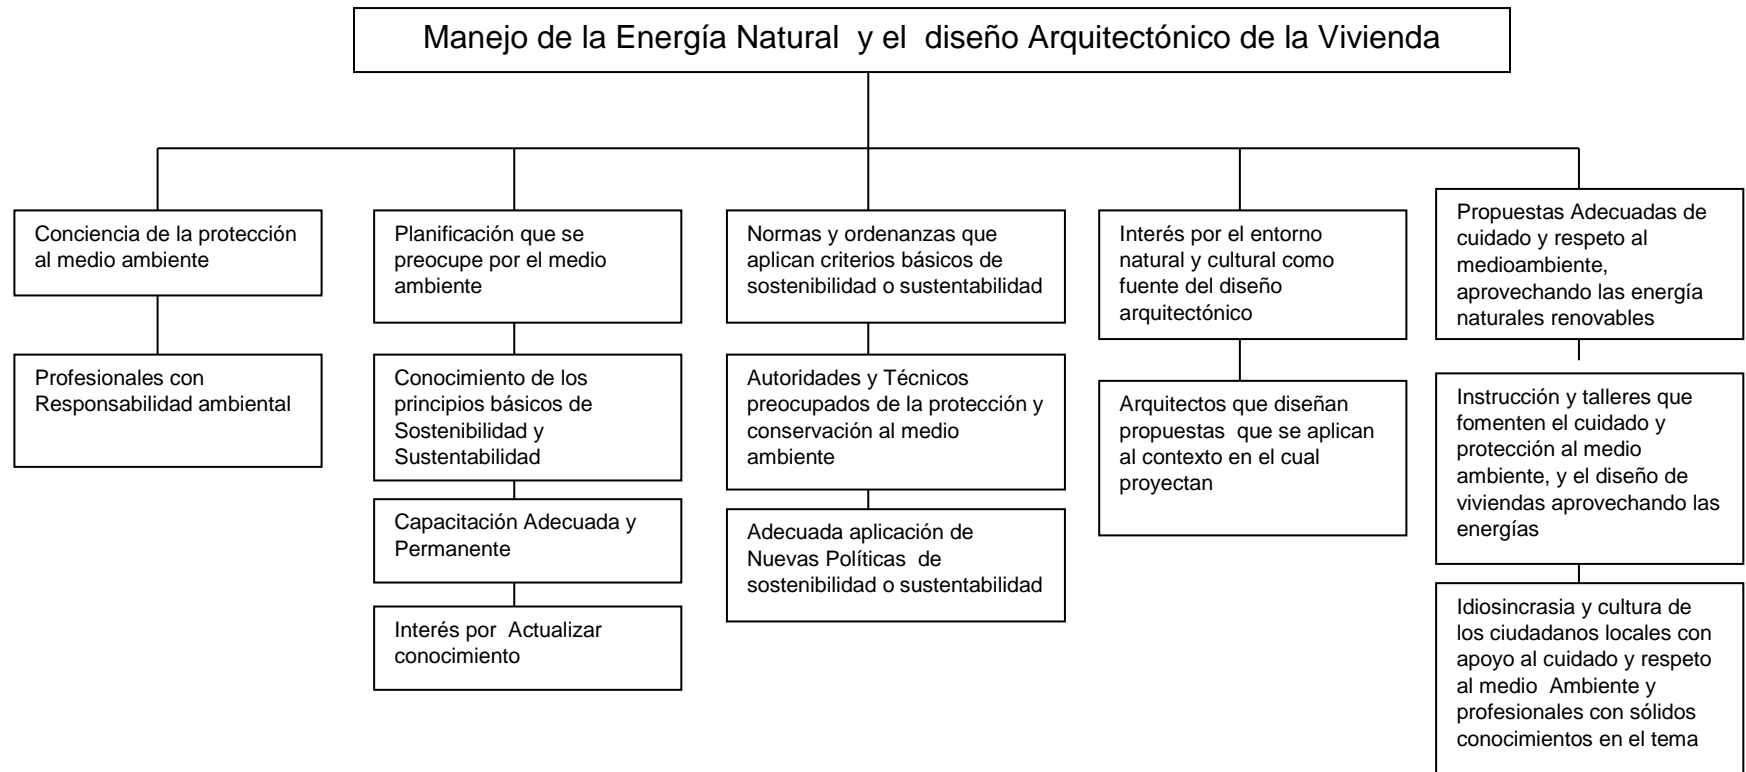 Manejo de la Energía Natural y el diseño Arquitectónico de la Vivienda
Conciencia de la protección
al medio ambiente
Profesionales con
Responsabilidad ambiental
Planificación que se
preocupe por el medio
ambiente
Conocimiento de los
principios básicos de
Sostenibilidad y
Sustentabilidad
Capacitación Adecuada y
Permanente
Interés por Actualizar
conocimiento
Normas y ordenanzas que
aplican criterios básicos de
sostenibilidad o sustentabilidad
Autoridades y Técnicos
preocupados de la protección y
conservación al medio
ambiente
Adecuada aplicación de
Nuevas Políticas de
sostenibilidad o sustentabilidad
Interés por el entorno
natural y cultural como
fuente del diseño
arquitectónico
Arquitectos que diseñan
propuestas que se aplican
al contexto en el cual
proyectan
Propuestas Adecuadas de
cuidado y respeto al
medioambiente,
aprovechando las energía
naturales renovables
Instrucción y talleres que
fomenten el cuidado y
protección al medio
ambiente, y el diseño de
viviendas aprovechando las
energías
Idiosincrasia y cultura de
los ciudadanos locales con
apoyo al cuidado y respeto
al medio Ambiente y
profesionales con sólidos
conocimientos en el tema